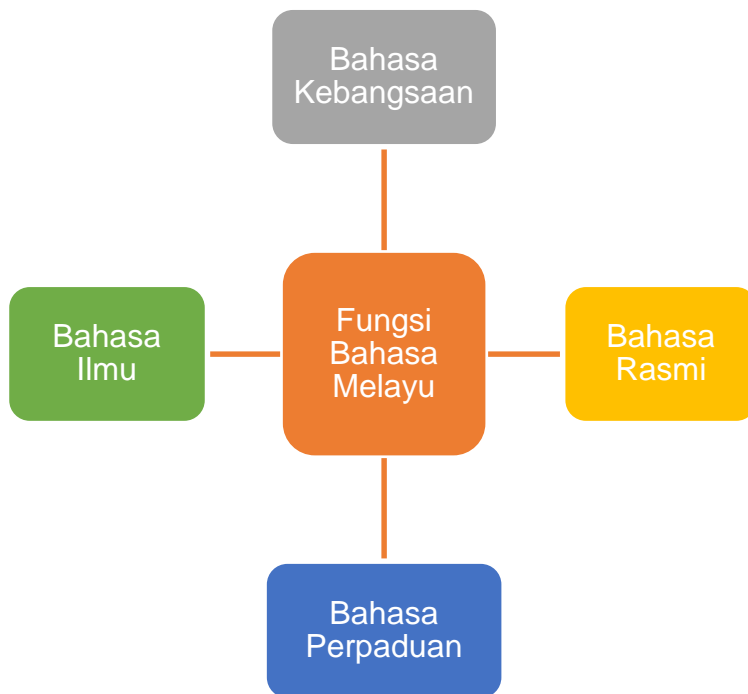 Bahasa
Kebangsaan
Bahasa
Ilmu
Fungsi
Bahasa
Melayu
Bahasa
Rasmi
Bahasa
Perpaduan